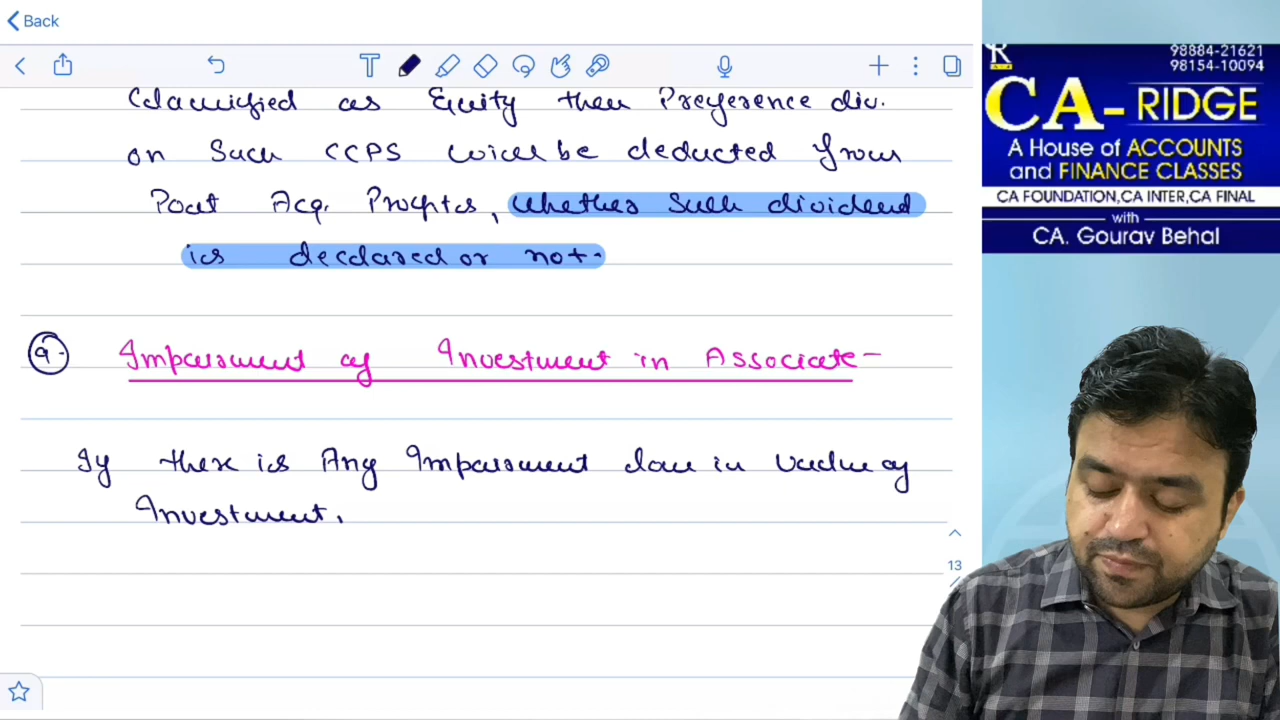 Back
Classified as Equity then Preference div.
on Such CCPS will be deducted from
Post Acq. Profits, whether such dividend
is declared or not.
9. Impairment of Investment in Associate-
If there is Any Impairment loss in value of
Investment,
13
R
98884-21621
98154-10094
CA-RIDGE
A House of ACCOUNTS
and FINANCE CLASSES
CA FOUNDATION,CA INTER,CA FINAL
with
CA. Gourav Behal